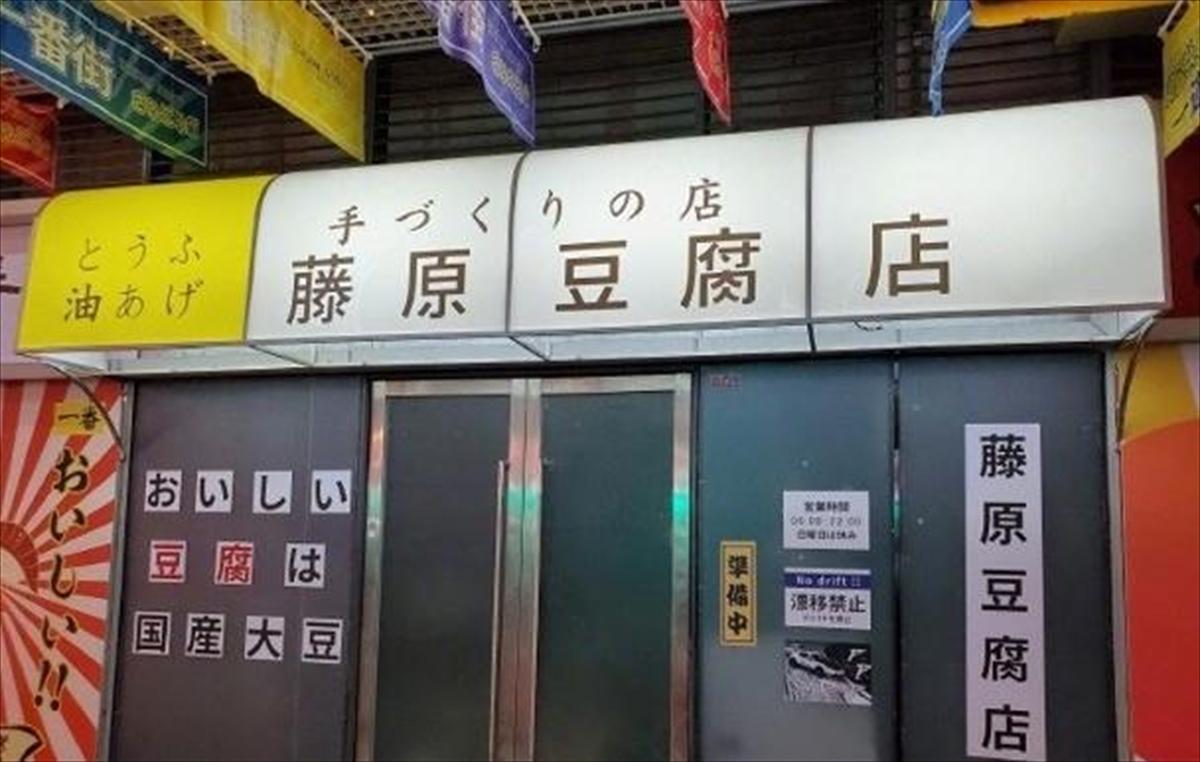 番街
とうふ
油あげ
手づくりの店
藤原豆腐店
一番
おいしい!!
おいしい
豆腐は
国産大豆
準備中
営業時間
日曜日は休み
No drift !!
漂移禁止
藤原豆腐店